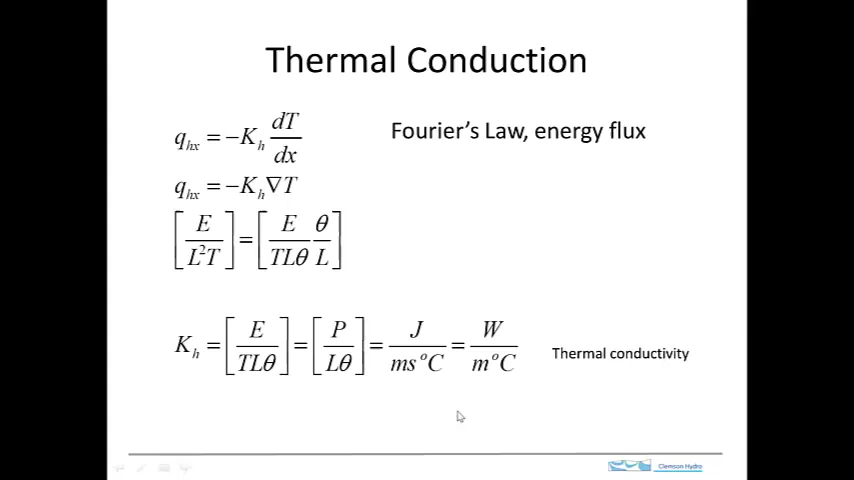 Thermal Conduction
q_hx = −K_h dT/dx
Fourier's Law, energy flux
q_hx = −K_h ∇T
[E/L²T] = [E/TLθ θ/L]
K_h = [E/TLθ] = [P/Lθ] = J/ms°C = W/m°C
Thermal conductivity
Clemson Hydro